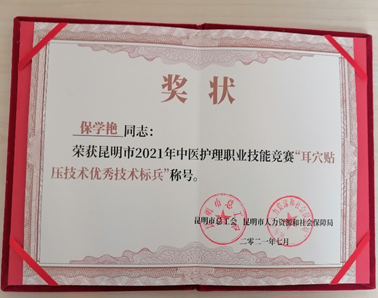 奖状
保学艳 同志：
荣获昆明市2021年中医护理职业技能竞赛“耳穴贴
压技术优秀技术标兵”称号。
昆明市总工会 昆明市人力资源和社会保障局
二〇二一年七月